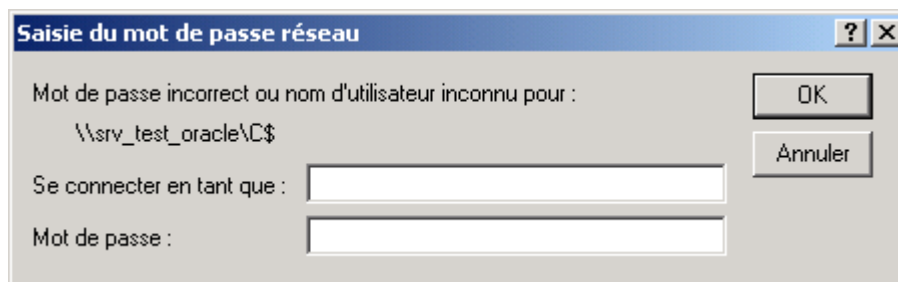 Saisie du mot de passe réseau
Mot de passe incorrect ou nom d'utilisateur inconnu pour :
\\srv_test_oracle\C$
Se connecter en tant que :
Mot de passe :
OK
Annuler